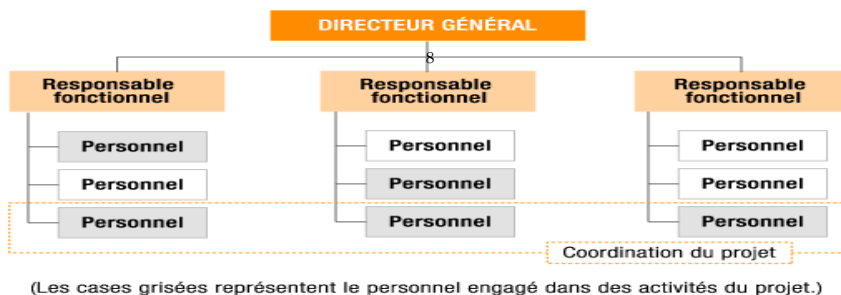 DIRECTEUR GÉNÉRAL
8
Responsable
fonctionnel
Responsable
fonctionnel
Responsable
fonctionnel
Personnel
Personnel
Personnel
Personnel
Personnel
Personnel
Personnel
Personnel
Personnel
Coordination du projet
(Les cases grisées représentent le personnel engagé dans des activités du projet.)